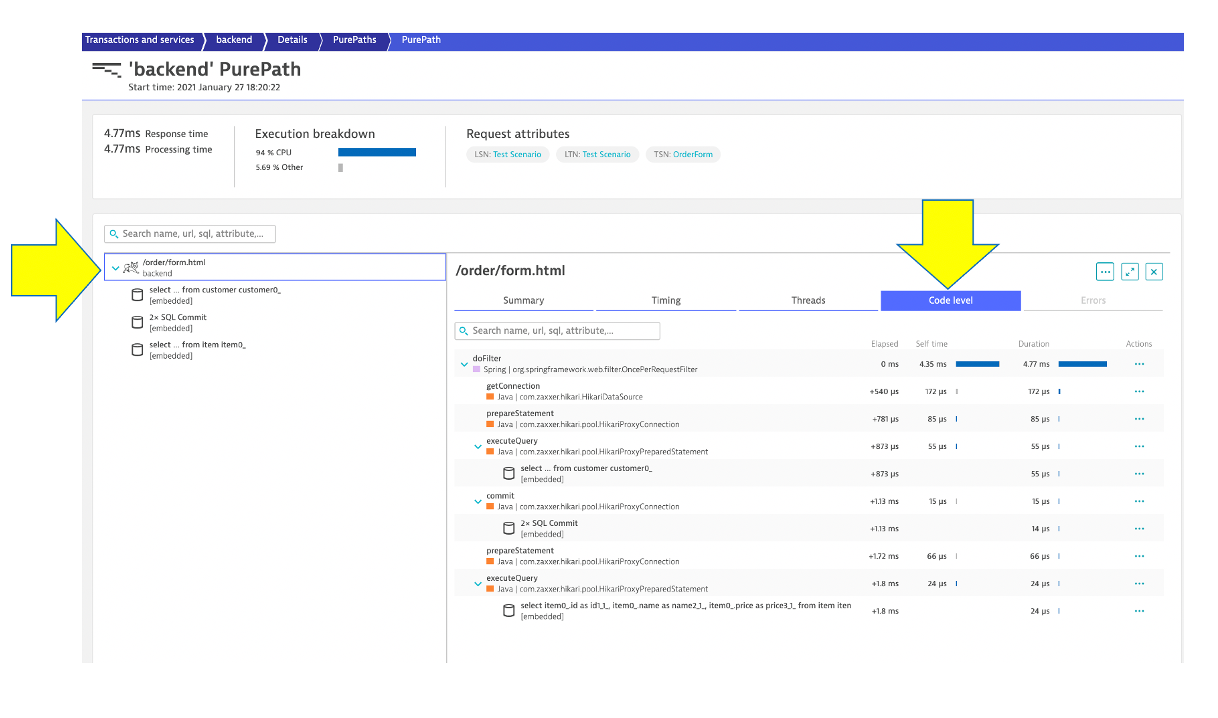 Transactions and services
backend
Details
PurePaths
PurePath
'backend' PurePath
Start time: 2021 January 27 18:20:22
4.77ms Response time
4.77ms Processing time
Execution breakdown
94 % CPU
5.69 % Other
Request attributes
LSN: Test Scenario
LTN: Test Scenario
TSN: OrderForm
Search name, url, sql, attribute,...
/order/form.html
backend
select ... from customer customer0_
[embedded]
2× SQL Commit
[embedded]
select ... from item item0_
[embedded]
/order/form.html
Summary
Timing
Threads
Code level
Errors
Search name, url, sql, attribute,...
Elapsed Self time Duration Actions
doFilter
Spring | org.springframework.web.filter.OncePerRequestFilter
0 ms 4.35 ms 4.77 ms
getConnection
Java | com.zaxxer.hikari.HikariDataSource
+540 µs 172 µs 172 µs
prepareStatement
Java | com.zaxxer.hikari.pool.HikariProxyConnection
+781 µs 85 µs 85 µs
executeQuery
Java | com.zaxxer.hikari.pool.HikariProxyPreparedStatement
+873 µs 55 µs 55 µs
select ... from customer customer0_
[embedded]
+873 µs 55 µs
commit
Java | com.zaxxer.hikari.pool.HikariProxyConnection
+1.13 ms 15 µs 15 µs
2× SQL Commit
[embedded]
+1.13 ms 14 µs
prepareStatement
Java | com.zaxxer.hikari.pool.HikariProxyConnection
+1.72 ms 66 µs 66 µs
executeQuery
Java | com.zaxxer.hikari.pool.HikariProxyPreparedStatement
+1.8 ms 24 µs 24 µs
select item0_.id as id1_1_, item0_.name as name2_1_, item0_.price as price3_1_ from item iten
[embedded]
+1.8 ms 24 µs